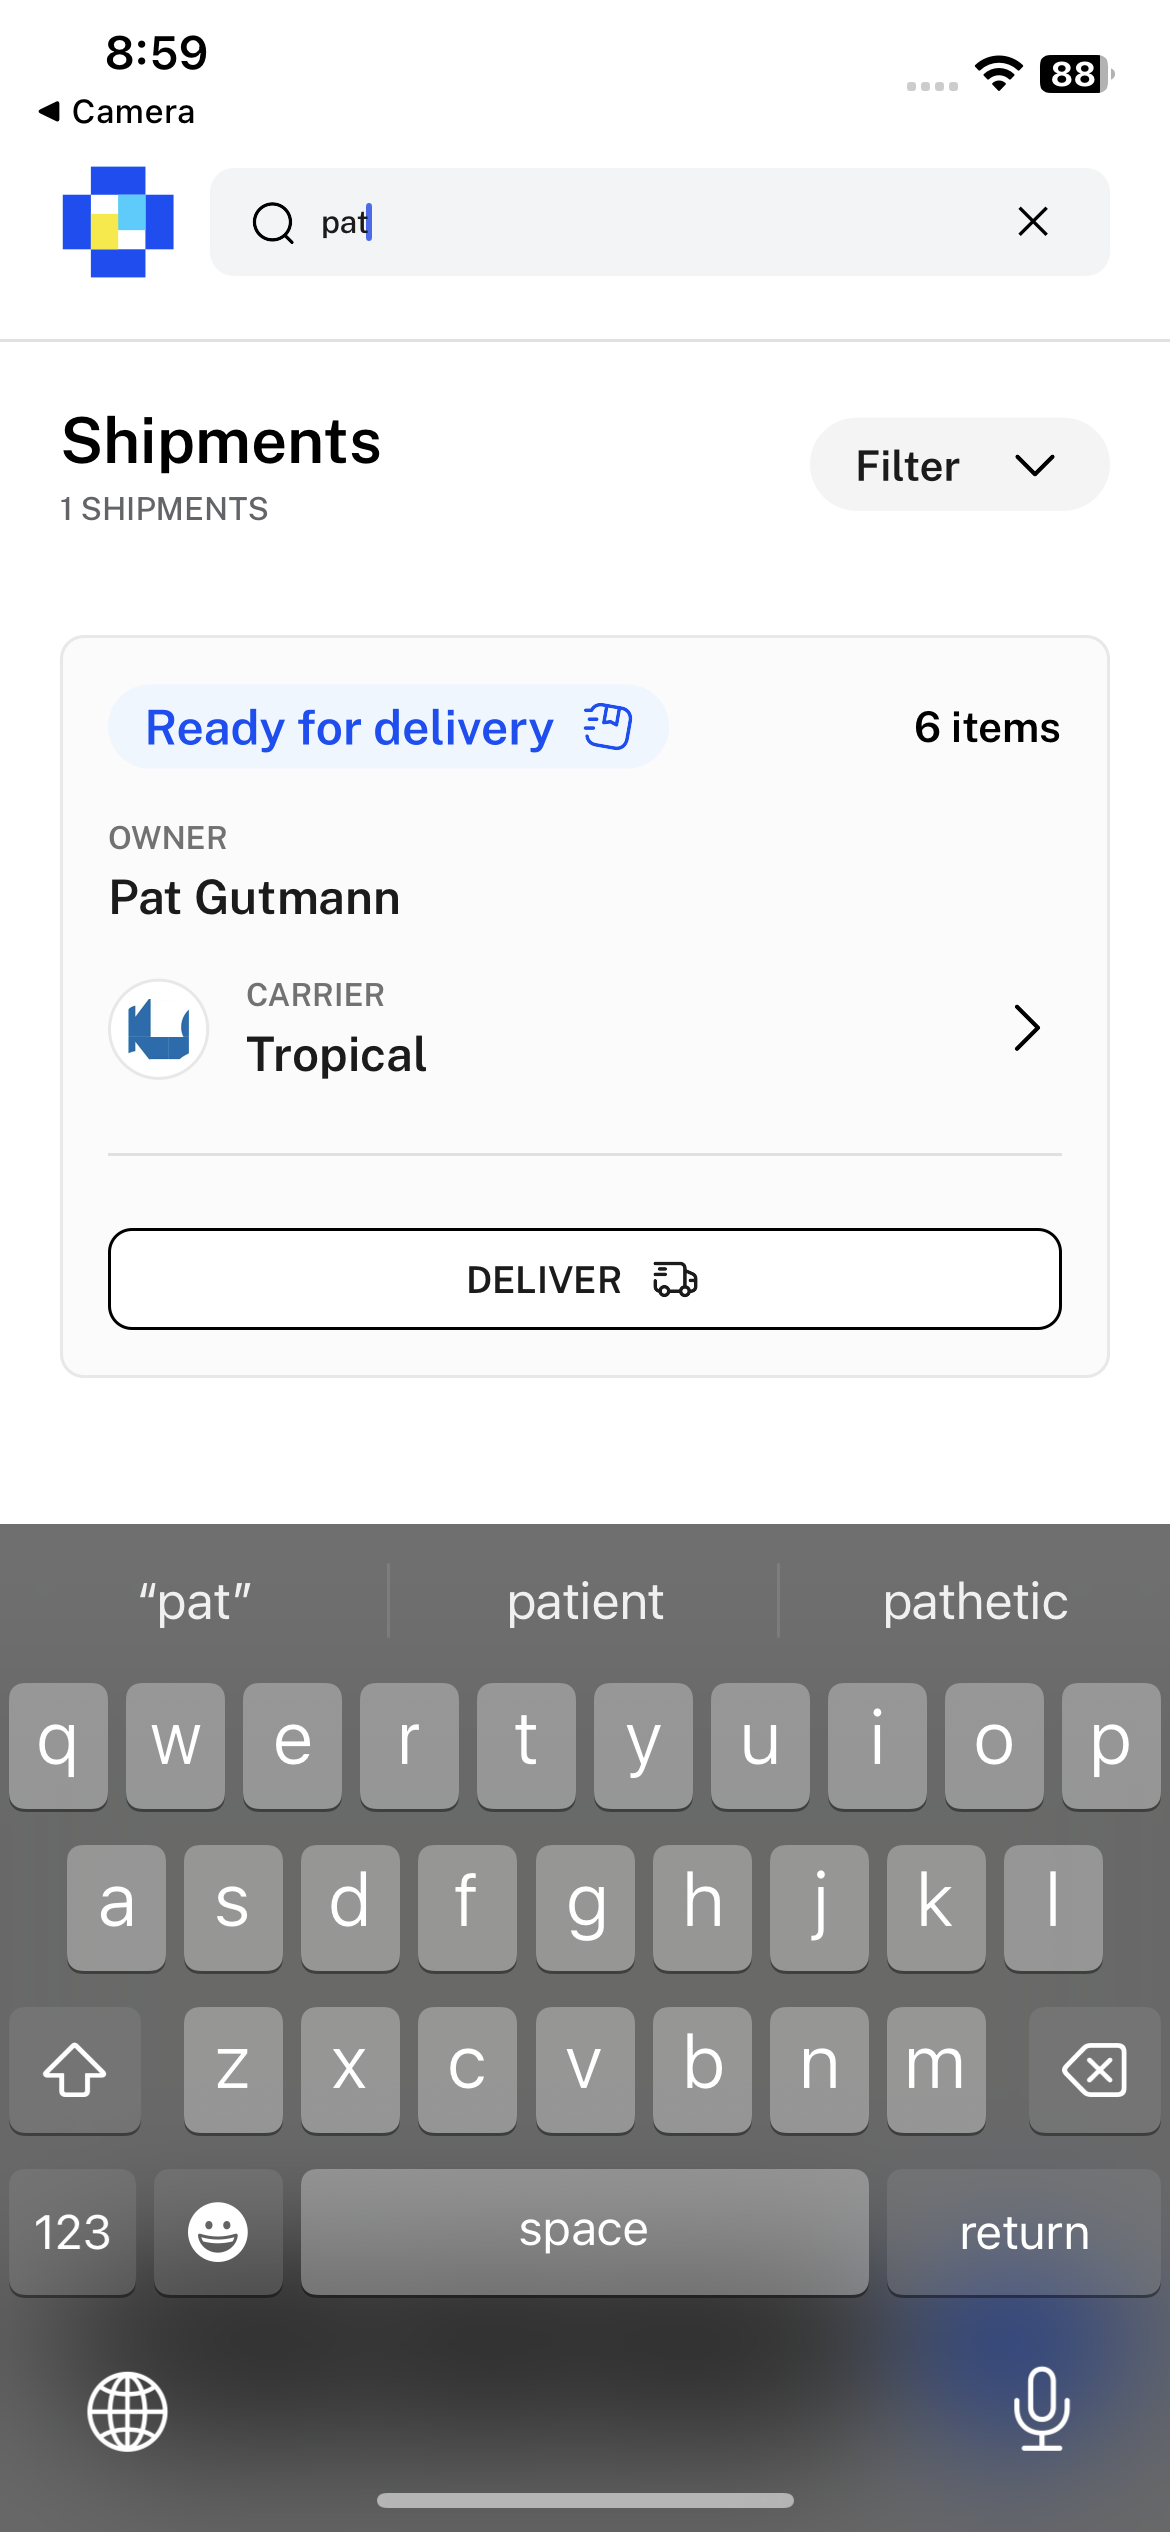 8:59
88
◀ Camera
pat
Shipments
1 SHIPMENTS
Filter
Ready for delivery
6 items
OWNER
Pat Gutmann
CARRIER
Tropical
DELIVER
“pat”
patient
pathetic
q w e r t y u i o p
a s d f g h j k l
z x c v b n m
123
space
return